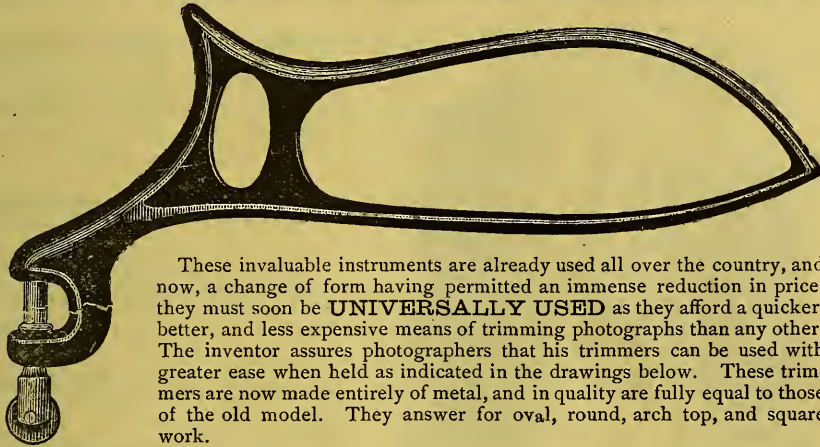 These invaluable instruments are already used all over the country, and
now, a change of form having permitted an immense reduction in price
they must soon be UNIVERSALLY USED as they afford a quicker
better, and less expensive means of trimming photographs than any other
The inventor assures photographers that his trimmers can be used with
greater ease when held as indicated in the drawings below. These trim
mers are now made entirely of metal, and in quality are fully equal to those
of the old model. They answer for oval, round, arch top, and square
work.